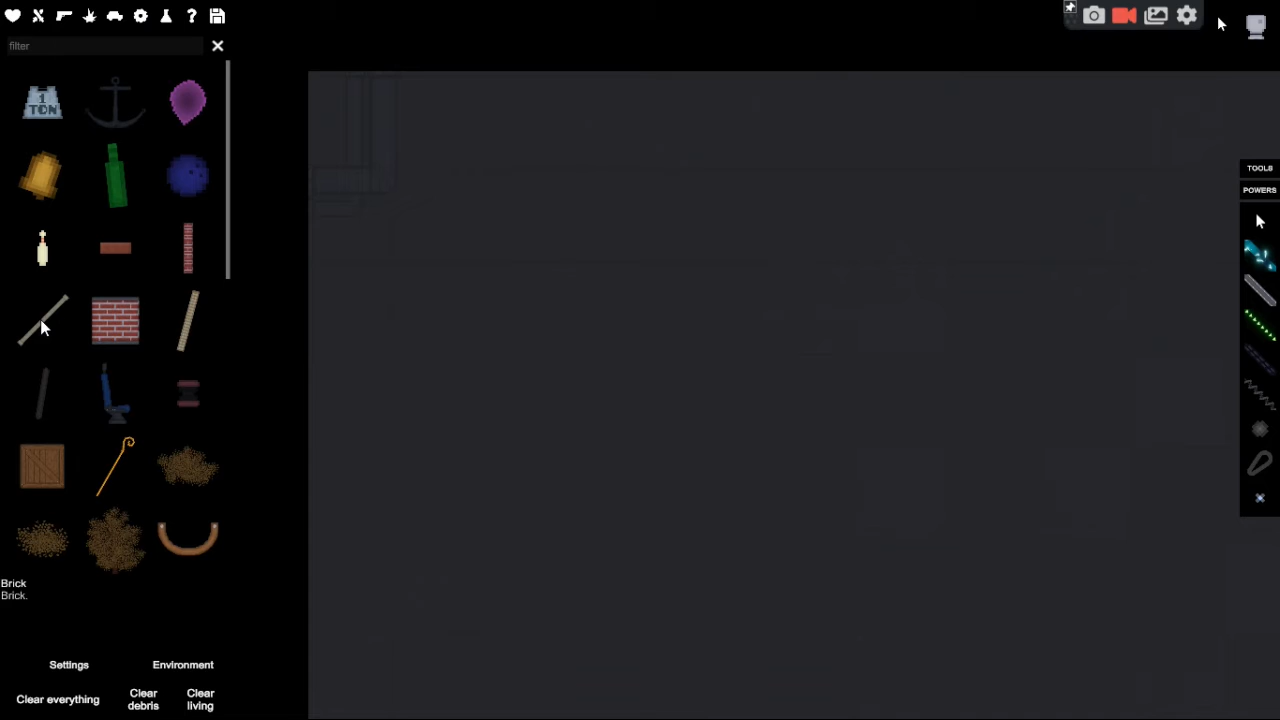 filter
1
TON
TOOLS
POWERS
Brick
Brick.
Settings
Environment
Clear everything
Clear debris
Clear living